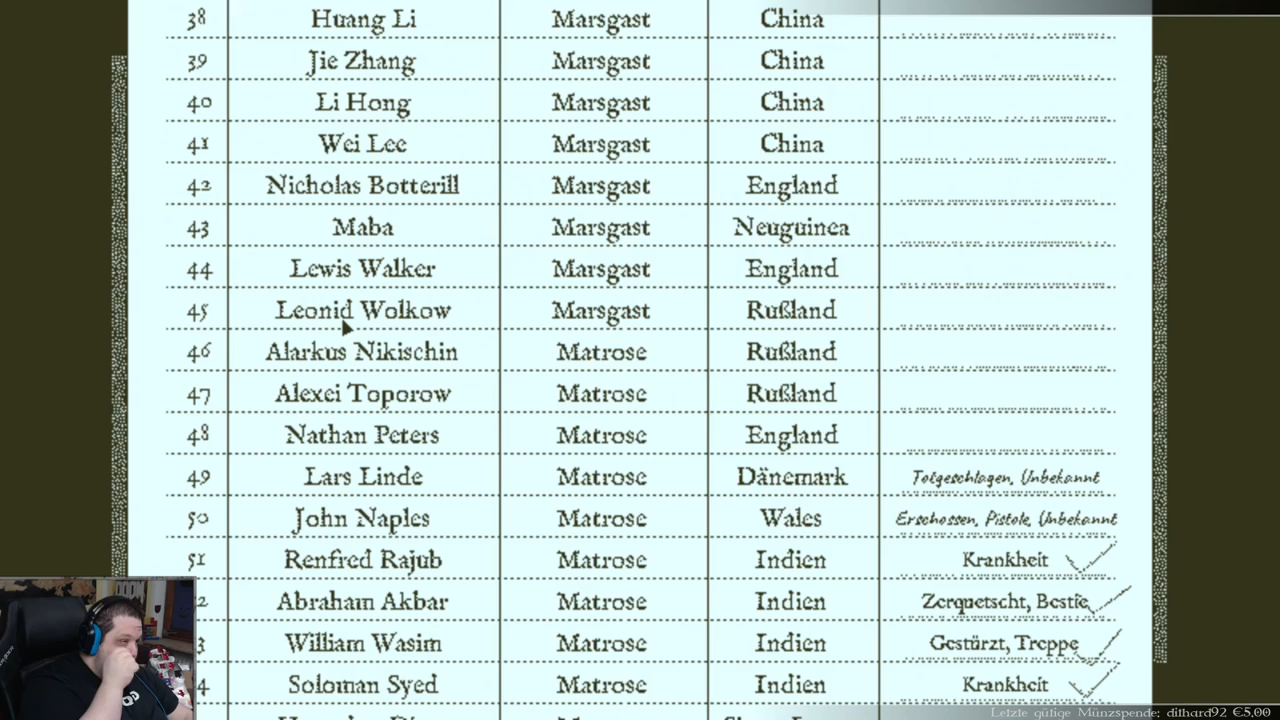 38 Huang Li Marsgast China
39 Jie Zhang Marsgast China
40 Li Hong Marsgast China
41 Wei Lee Marsgast China
42 Nicholas Botterill Marsgast England
43 Maba Marsgast Neuguinea
44 Lewis Walker Marsgast England
45 Leonid Wolkow Marsgast Rußland
46 Alarkus Nikischin Matrose Rußland
47 Alexei Toporow Matrose Rußland
48 Nathan Peters Matrose England
49 Lars Linde Matrose Dänemark Totgeschlagen, Unbekannt
50 John Naples Matrose Wales Erschossen, Pistole, Unbekannt
51 Renfred Rajub Matrose Indien Krankheit
2 Abraham Akbar Matrose Indien Zerquetscht, Bestie
3 William Wasim Matrose Indien Gestürzt, Treppe
4 Soloman Syed Matrose Indien Krankheit
Letzte gütige Münzspende: dithard92 €5.00